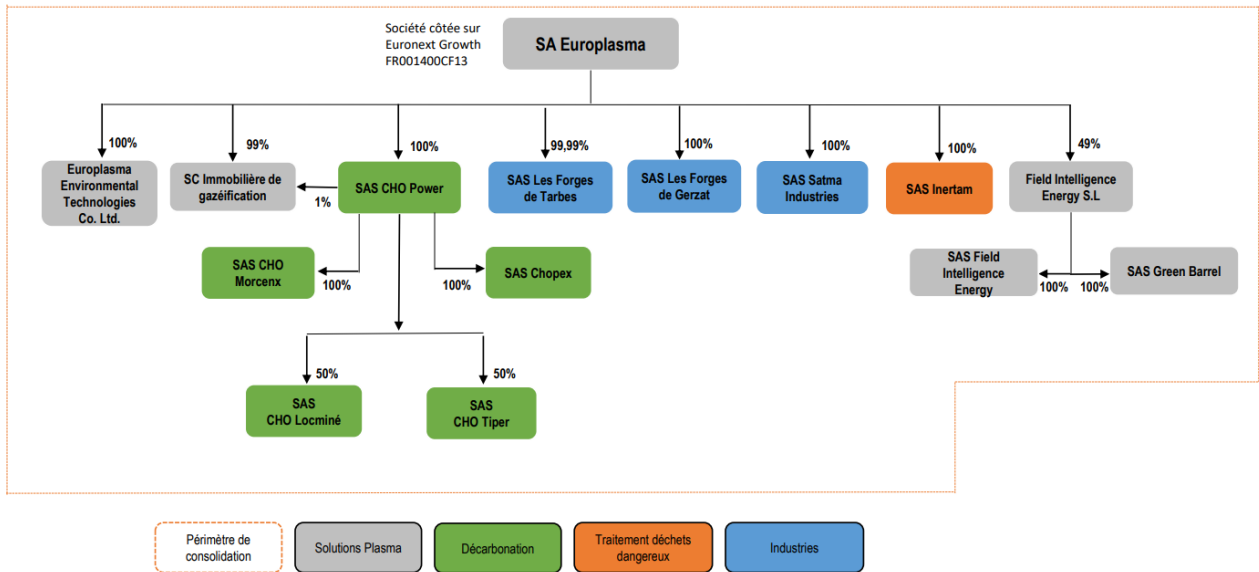 Société côtée sur
Euronext Growth
FR001400CF13
SA Europlasma
100%
99%
100%
99,99%
100%
100%
100%
49%
Europlasma
Environmental
Technologies
Co. Ltd.
SC Immobilière de
gazéification
1%
SAS CHO Power
SAS Les Forges
de Tarbes
SAS Les Forges
de Gerzat
SAS Satma
Industries
SAS Inertam
Field Intelligence
Energy S.L
SAS CHO
Morcenx
100%
100%
SAS Chopex
SAS Field
Intelligence
Energy
100%
100%
SAS Green Barrel
50%
50%
SAS
CHO Locminé
SAS
CHO Tiper
Périmètre de
consolidation
Solutions Plasma
Décarbonation
Traitement déchets
dangereux
Industries